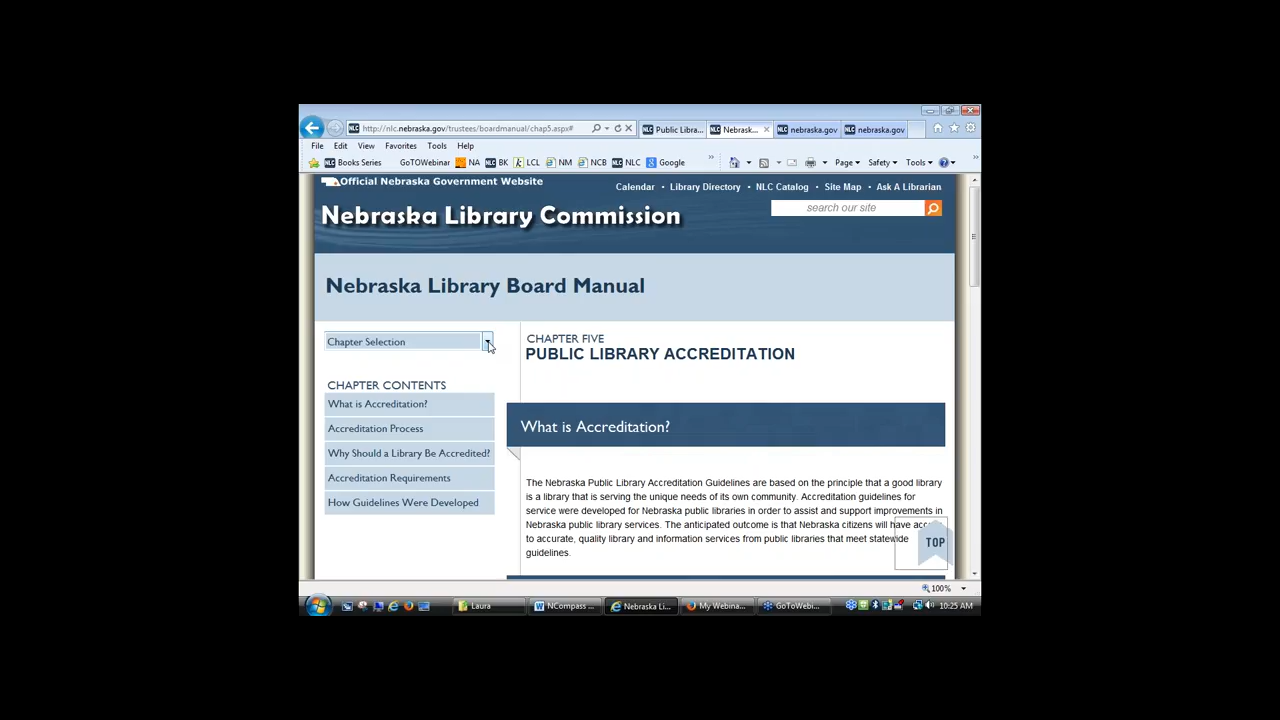 http://nlc.nebraska.gov/trustees/boardmanual/chap5.aspx#
Public Libra...
Nebrask...
nebraska.gov
nebraska.gov
File Edit View Favorites Tools Help
Books Series GoTOWebinar NA BK LCL NM NCB NLC Google
Page Safety Tools
Official Nebraska Government Website
Calendar • Library Directory • NLC Catalog • Site Map • Ask A Librarian
Nebraska Library Commission
search our site
Nebraska Library Board Manual
Chapter Selection
CHAPTER CONTENTS
What is Accreditation?
Accreditation Process
Why Should a Library Be Accredited?
Accreditation Requirements
How Guidelines Were Developed
CHAPTER FIVE
PUBLIC LIBRARY ACCREDITATION
What is Accreditation?
The Nebraska Public Library Accreditation Guidelines are based on the principle that a good library
is a library that is serving the unique needs of its own community. Accreditation guidelines for
service were developed for Nebraska public libraries in order to assist and support improvements in
Nebraska public library services. The anticipated outcome is that Nebraska citizens will have
to accurate, quality library and information services from public libraries that meet statewide
guidelines.
TOP
100%
Laura
NCompass ...
Nebraska Li...
My Webina...
GoToWebi...
10:25 AM